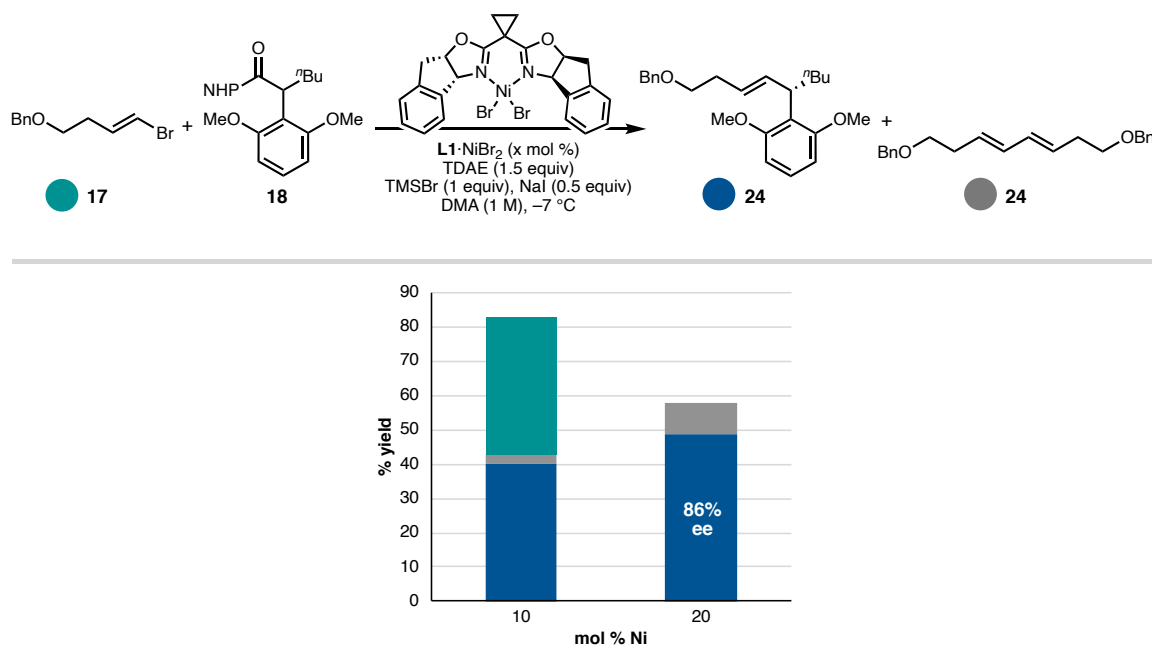 O
NHP
nBu
BnO
Br
+
MeO
OMe
17
18
O
O
N
N
Ni
Br
Br
L1·NiBr2 (x mol %)
TDAE (1.5 equiv)
TMSBr (1 equiv), NaI (0.5 equiv)
DMA (1 M), –7 °C
BnO
nBu
MeO
OMe
24
+
BnO
OBn
24
% yield
90
80
70
60
50
40
30
20
10
0
86%
ee
10
20
mol % Ni